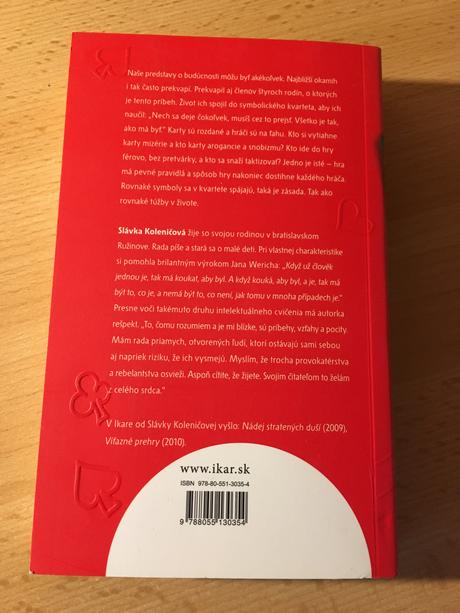 Naše predstavy o budúcnosti môžu byť akékoľvek. Najbližší okamih
i tak často prekvapí. Prekvapil aj členov štyroch rodín, o ktorých
je tento príbeh. Život ich spojil do symbolického kvarteta, aby ich
naučil: „Nech sa deje čokoľvek, musíš cez to prejsť. Všetko je tak,
ako má byť.“ Karty sú rozdané a hráči sú na ťahu. Kto si vytiahne
kartu mizérie a kto kartu arogancie a snobizmu? Kto ide do hry
férovo, bez pretvárky, a kto sa snaží taktizovať? Jedno je isté – hra
má pevné pravidlá a spôsob hry nakoniec dostihne každého hráča.
Rovnaké symboly sa v kvartete spájajú, taká je zásada. Tak ako
rovnaké túžby v živote.
Slávka Koleničová žije so svojou rodinou v bratislavskom
Ružinove. Rada píše a stará sa o malé deti. Pri vlastnej charakteristike
si pomohla brilantným výrokom Jana Wericha: „Když už člověk
jednou je, tak má koukat, aby byl. A když kouká, aby byl, a je, tak má
být to, co je, a nemá být to, co není, jak tomu v mnoha případech je.“
Presne voči takémuto druhu intelektuálneho cvičenia má autorka
rešpekt. „To, čomu rozumiem a je mi blízke, sú príbehy, vzťahy a pocity.
Mám rada priamych, otvorených ľudí, ktorí ostávajú sami sebou
aj napriek riziku, že ich vysmejú. Myslím, že trocha provokatérstva
a rebelantstva osvieži. Aspoň cítite, že žijete. Svojim čitateľom to želám
z celého srdca.“
V Ikare od Slávky Koleničovej vyšlo: Nádej stratených duší (2009),
Víťazné prehry (2010).
www.ikar.sk
ISBN 978-80-551-3035-4
9 788055 130354